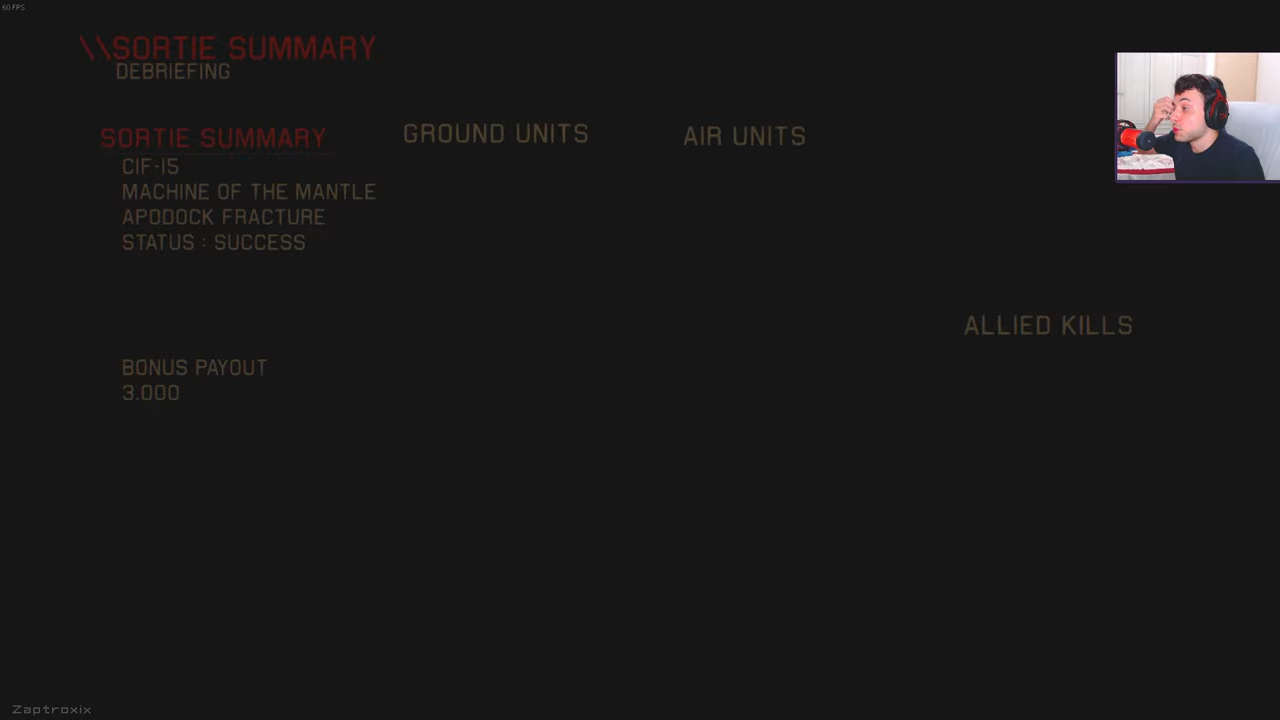 60 FPS
\\SORTIE SUMMARY
DEBRIEFING
SORTIE SUMMARY
CIF-15
MACHINE OF THE MANTLE
APODOCK FRACTURE
STATUS : SUCCESS
BONUS PAYOUT
3.000
GROUND UNITS
AIR UNITS
ALLIED KILLS
Zaptroxix